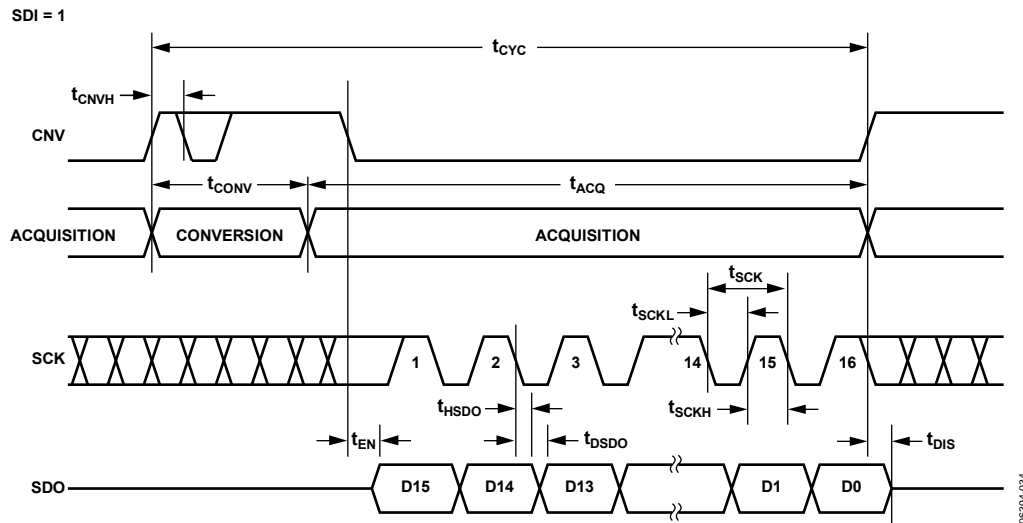 SDI = 1
tCYC
tCNVH
CNV
tCONV
tACQ
ACQUISITION
CONVERSION
ACQUISITION
tSCK
tSCKL
SCK
1
2
3
14
15
16
tHSDO
tSCKH
tEN
tDSDO
tDIS
SDO
D15
D14
D13
D1
D0
06394-034